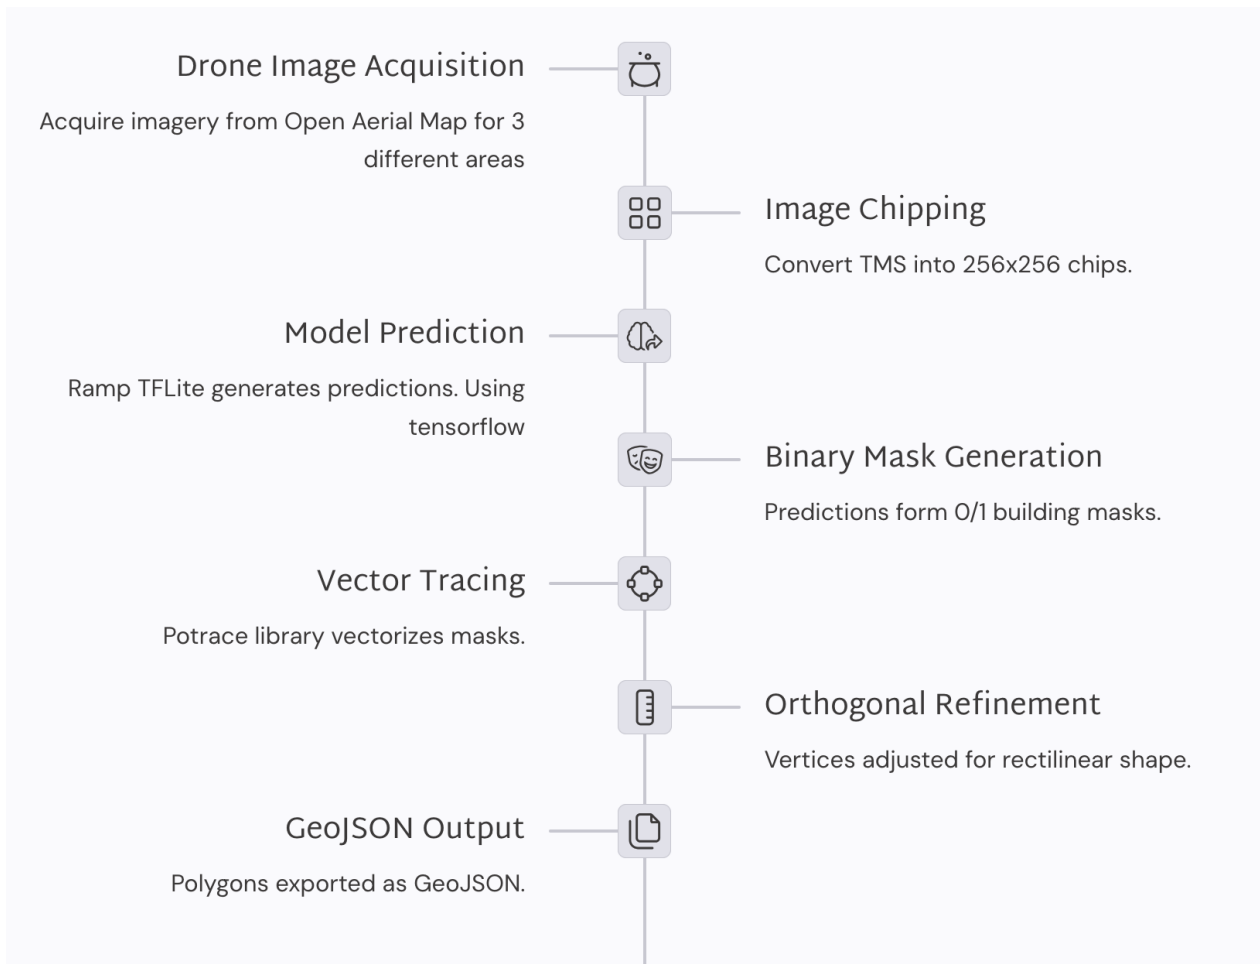 Drone Image Acquisition
Acquire imagery from Open Aerial Map for 3
different areas
Image Chipping
Convert TMS into 256x256 chips.
Model Prediction
Ramp TFLite generates predictions. Using
tensorflow
Binary Mask Generation
Predictions form 0/1 building masks.
Vector Tracing
Potrace library vectorizes masks.
Orthogonal Refinement
Vertices adjusted for rectilinear shape.
GeoJSON Output
Polygons exported as GeoJSON.